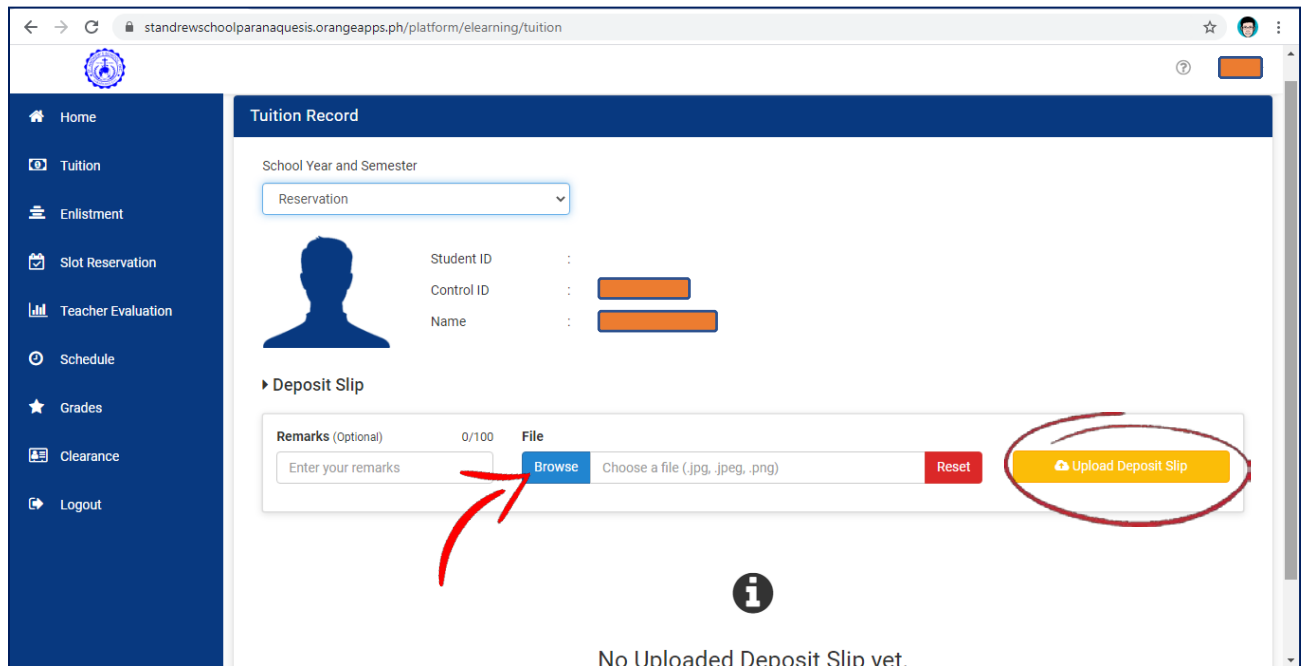 standrewschoolparanaquesis.orangeapps.ph/platform/elearning/tuition
Home
Tuition
Enlistment
Slot Reservation
Teacher Evaluation
Schedule
Grades
Clearance
Logout
Tuition Record
School Year and Semester
Reservation
Student ID :
Control ID :
Name :
Deposit Slip
Remarks (Optional) 0/100 File
Enter your remarks Browse Choose a file (.jpg, .jpeg, .png) Reset Upload Deposit Slip
No Uploaded Deposit Slip yet.